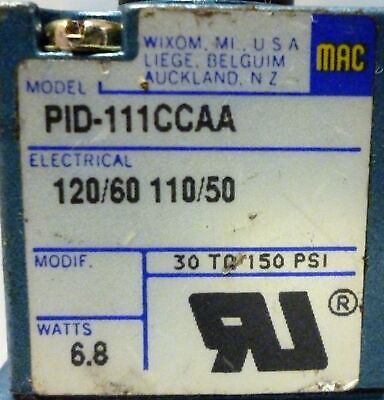 WIXOM, MI, U S A
LIEGE, BELGUIM
AUCKLAND, N Z
MAC
MODEL
PID-111CCAA
ELECTRICAL
120/60 110/50
MODIF.
30 TO 150 PSI
WATTS
6.8
RU ®